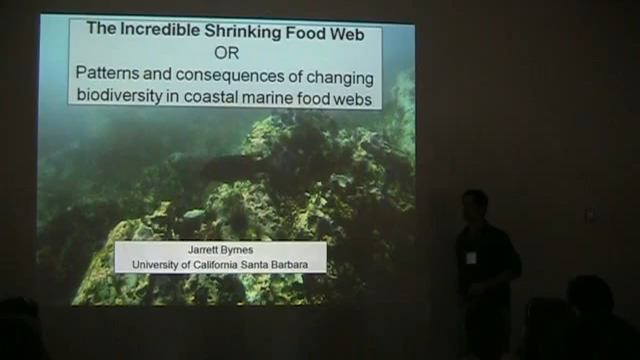 The Incredible Shrinking Food Web
OR
Patterns and consequences of changing
biodiversity in coastal marine food webs
Jarrett Byrnes
University of California Santa Barbara